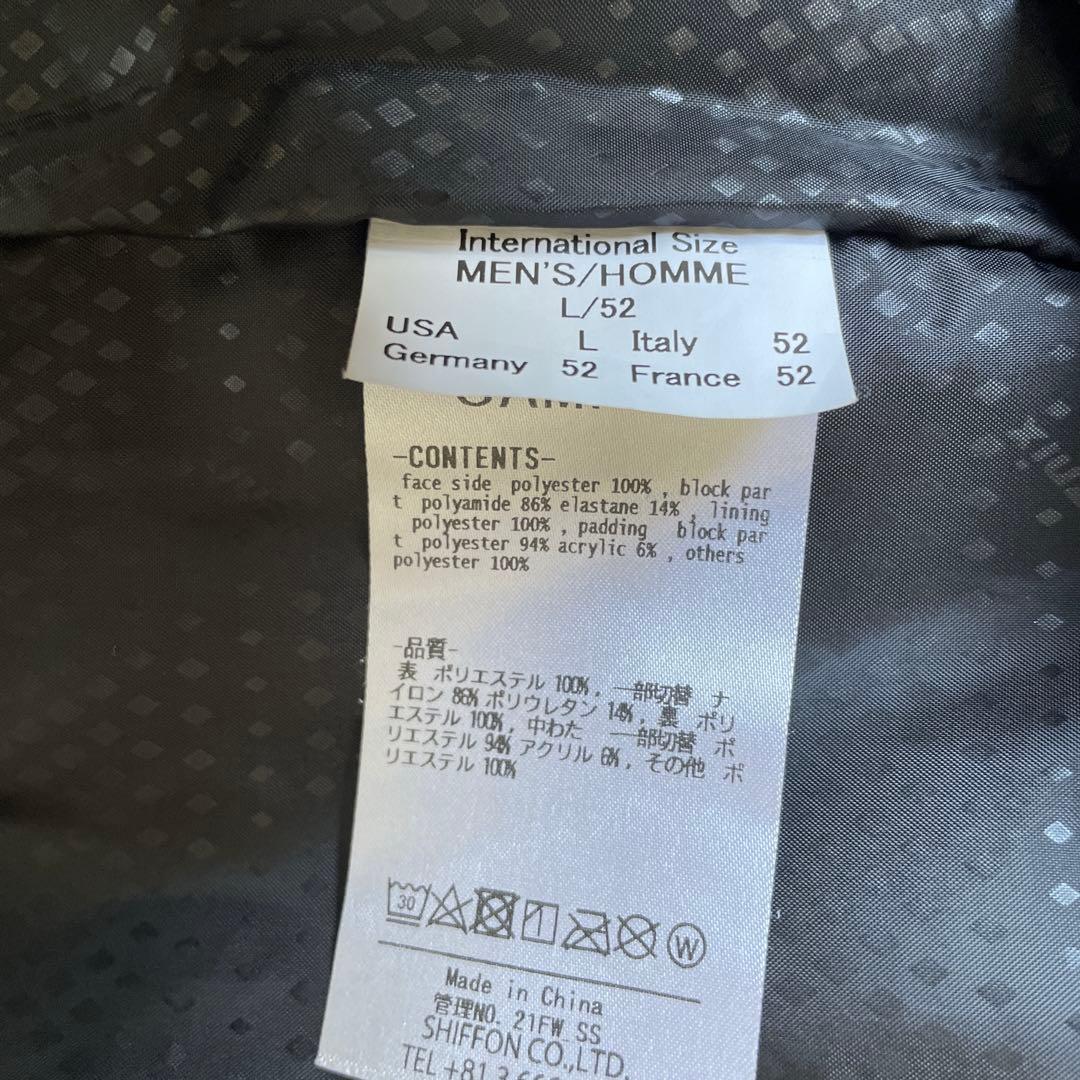 International Size
MEN'S/HOMME
L/52
USA L Italy 52
Germany 52 France 52
-CONTENTS-
face side polyester 100% , block par
t polyamide 86% elastane 14% , lining
polyester 100% , padding block par
t polyester 94% acrylic 6% , others
polyester 100%
-品質-
表 ポリエステル 100% , 一部切替 ナ
イロン 86% ポリウレタン 14% , 裏 ポリ
エステル 100% , 中わた 一部切替 ポ
リエステル 94% アクリル 6% , その他 ポ
リエステル 100%
30
W
Made in China
管理NO. 21FW_SS
SHIFFON CO.,LTD.
TEL +81 3